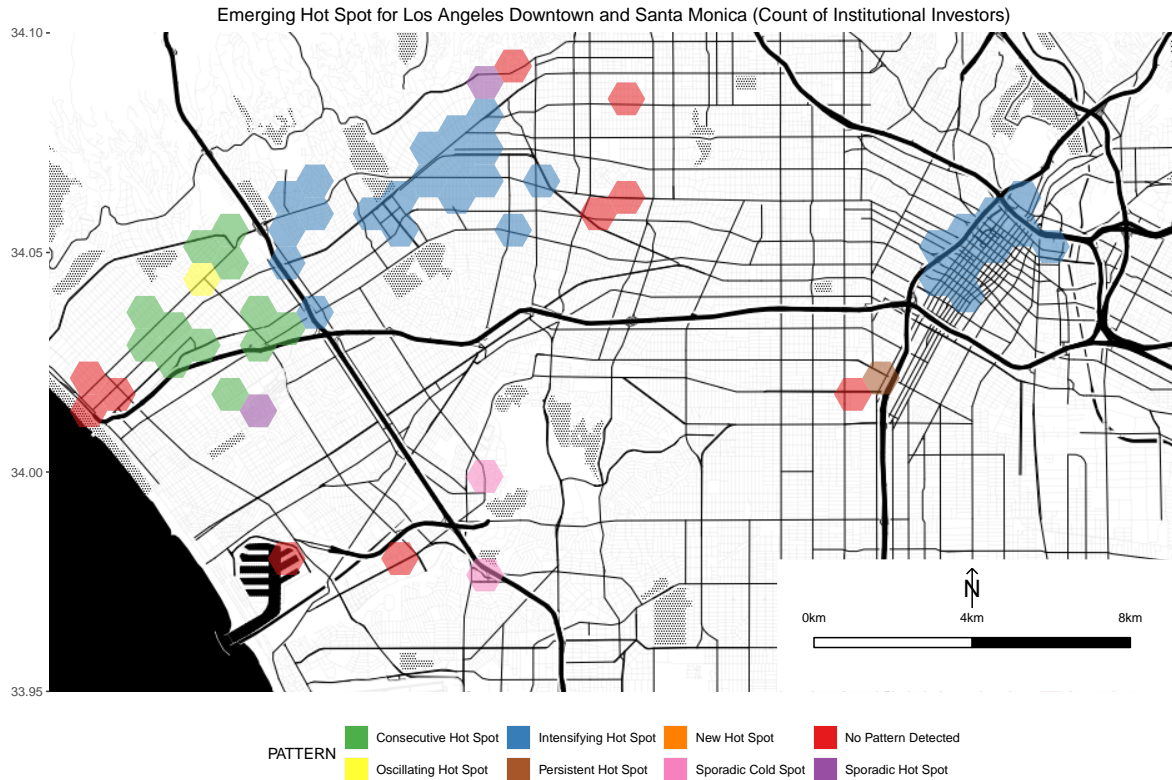 Emerging Hot Spot for Los Angeles Downtown and Santa Monica (Count of Institutional Investors)
34.10
34.05
34.00
33.95
N
0km 4km 8km
PATTERN
Consecutive Hot Spot Intensifying Hot Spot New Hot Spot No Pattern Detected
Oscillating Hot Spot Persistent Hot Spot Sporadic Cold Spot Sporadic Hot Spot